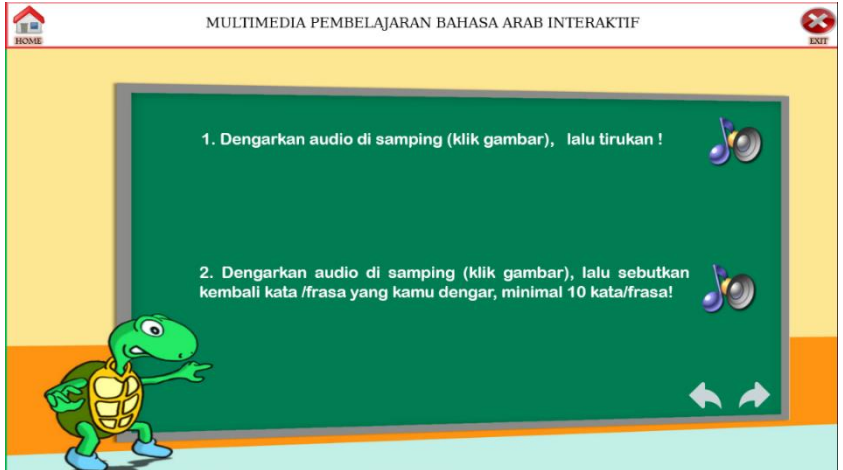 MULTIMEDIA PEMBELAJARAN BAHASA ARAB INTERAKTIF
HOME
EXIT
1. Dengarkan audio di samping (klik gambar), lalu tirukan !
2. Dengarkan audio di samping (klik gambar), lalu sebutkan
kembali kata /frasa yang kamu dengar, minimal 10 kata/frasa!